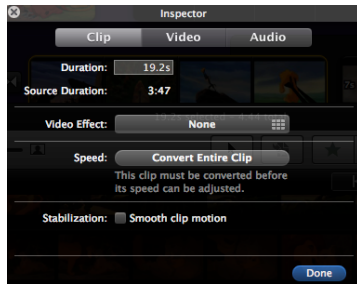 Inspector
Clip Video Audio
Duration: 19.2s
Source Duration: 3:47
Video Effect: None
Speed: Convert Entire Clip
This clip must be converted before
its speed can be adjusted.
Stabilization: Smooth clip motion
Done